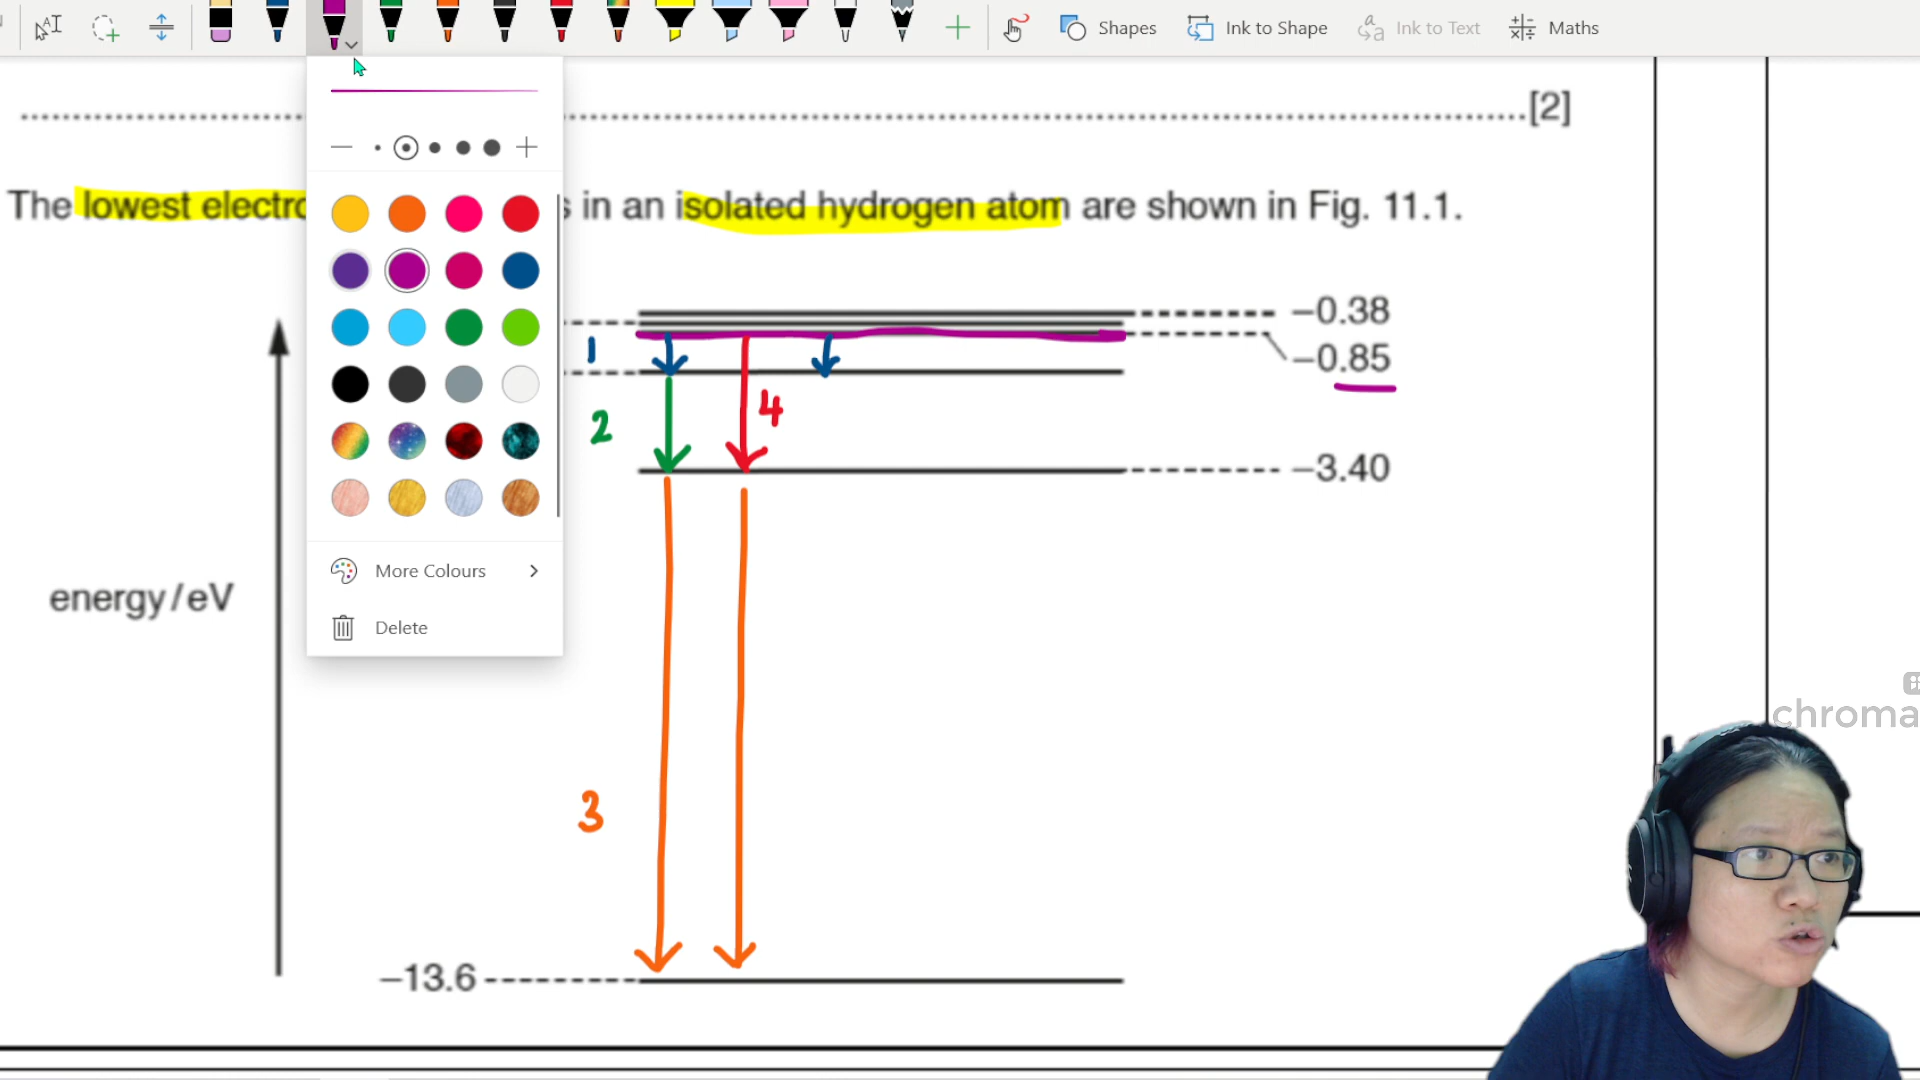 Shapes Ink to Shape Ink to Text Maths
[2]
The lowest electro s in an isolated hydrogen atom are shown in Fig. 11.1.
–0.38
1
–0.85
4
2
–3.40
More Colours
energy / eV
Delete
chroma
3
–13.6